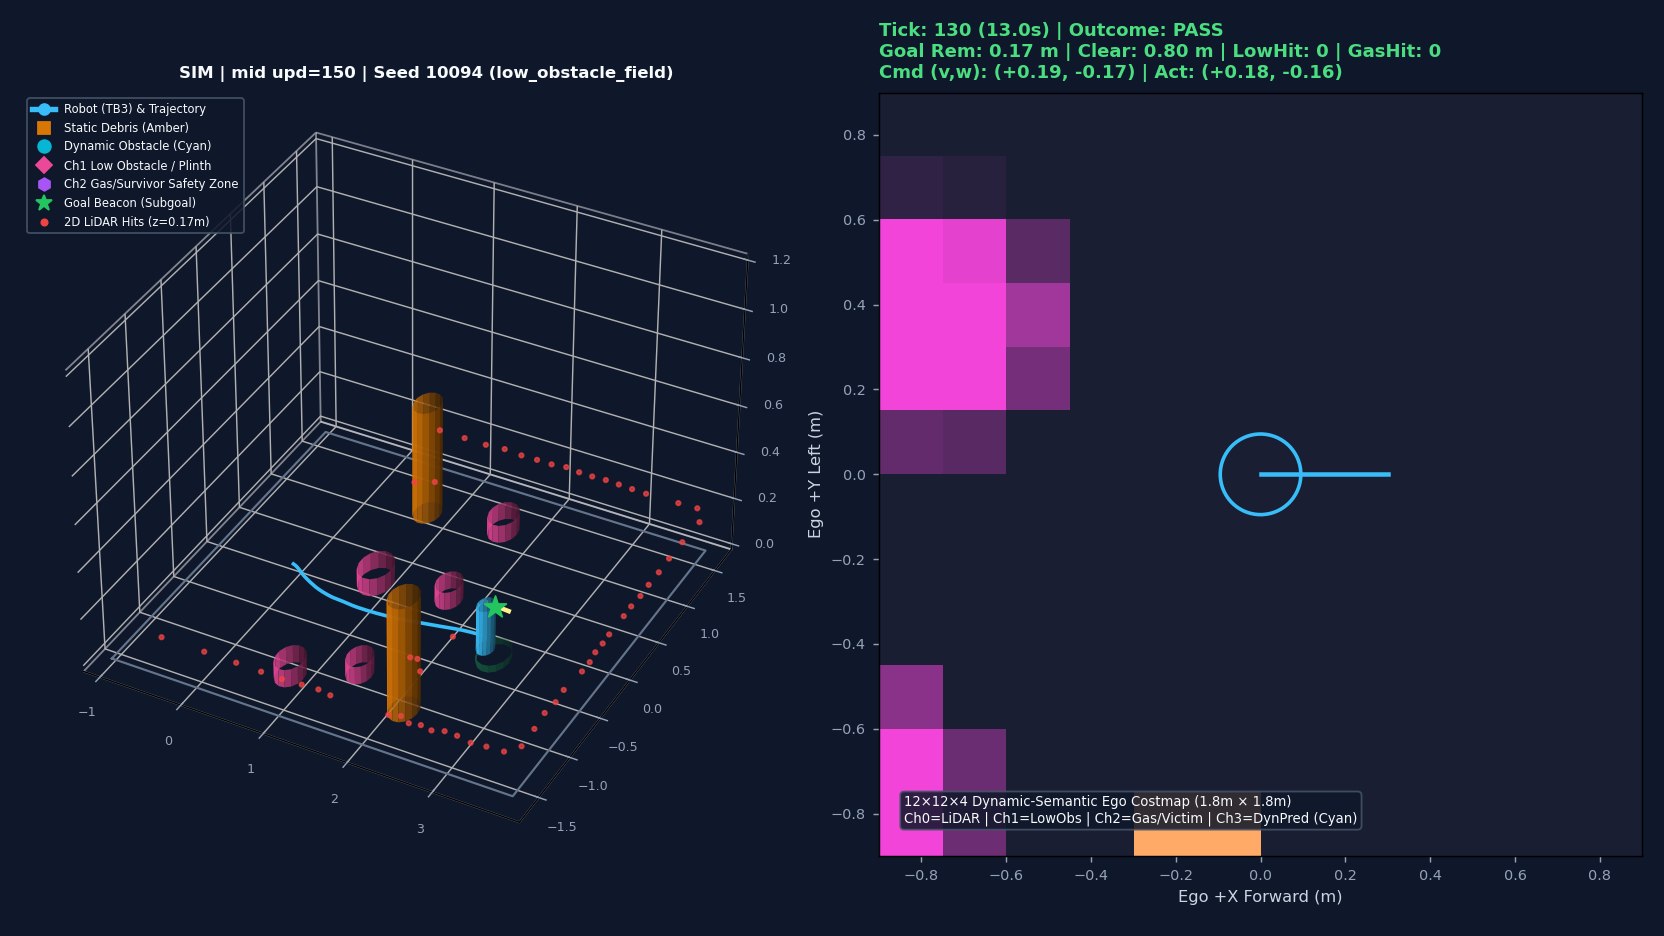 SIM | mid upd=150 | Seed 10094 (low_obstacle_field)
Robot (TB3) & Trajectory
Static Debris (Amber)
Dynamic Obstacle (Cyan)
Ch1 Low Obstacle / Plinth
Ch2 Gas/Survivor Safety Zone
Goal Beacon (Subgoal)
2D LiDAR Hits (z=0.17m)
1.2
1.0
0.8
0.6
0.4
0.2
0.0
1.5
1.0
0.5
0.0
−0.5
−1.0
−1.5
−1
0
1
2
3
Tick: 130 (13.0s) | Outcome: PASS
Goal Rem: 0.17 m | Clear: 0.80 m | LowHit: 0 | GasHit: 0
Cmd (v,w): (+0.19, -0.17) | Act: (+0.18, -0.16)
0.8
0.6
0.4
0.2
0.0
−0.2
−0.4
−0.6
−0.8
Ego +Y Left (m)
12×12×4 Dynamic-Semantic Ego Costmap (1.8m × 1.8m)
Ch0=LiDAR | Ch1=LowObs | Ch2=Gas/Victim | Ch3=DynPred (Cyan)
−0.8
−0.6
−0.4
−0.2
0.0
0.2
0.4
0.6
0.8
Ego +X Forward (m)